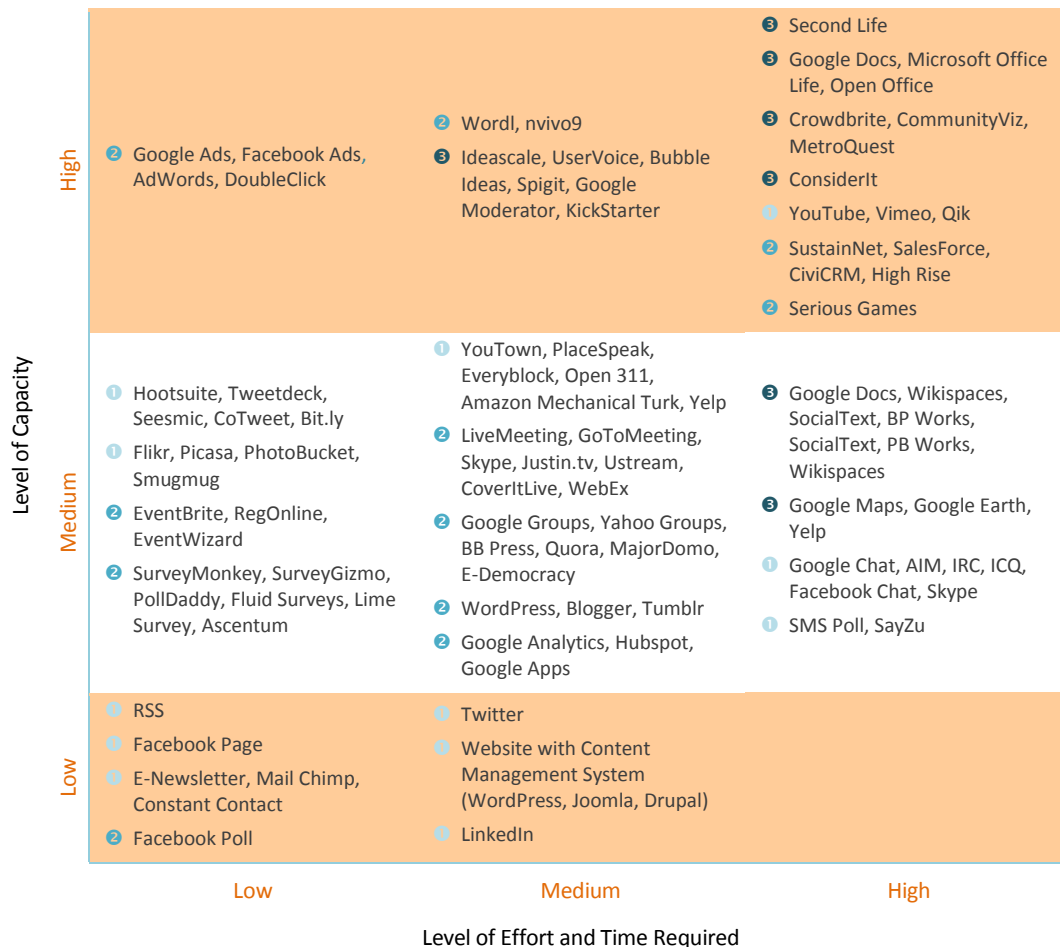 Level of Capacity
High
❷ Google Ads, Facebook Ads,
AdWords, DoubleClick
❷ Wordl, nvivo9
❸ Ideascale, UserVoice, Bubble
Ideas, Spigit, Google
Moderator, KickStarter
❸ Second Life
❸ Google Docs, Microsoft Office
Life, Open Office
❸ Crowdbrite, CommunityViz,
MetroQuest
❸ ConsiderIt
❶ YouTube, Vimeo, Qik
❷ SustainNet, SalesForce,
CiviCRM, High Rise
❷ Serious Games
Medium
❶ Hootsuite, Tweetdeck,
Seesmic, CoTweet, Bit.ly
❶ Flikr, Picasa, PhotoBucket,
Smugmug
❷ EventBrite, RegOnline,
EventWizard
❷ SurveyMonkey, SurveyGizmo,
PollDaddy, Fluid Surveys, Lime
Survey, Ascentum
❶ YouTown, PlaceSpeak,
Everyblock, Open 311,
Amazon Mechanical Turk, Yelp
❷ LiveMeeting, GoToMeeting,
Skype, Justin.tv, Ustream,
CoverItLive, WebEx
❷ Google Groups, Yahoo Groups,
BB Press, Quora, MajorDomo,
E-Democracy
❷ WordPress, Blogger, Tumblr
❷ Google Analytics, Hubspot,
Google Apps
❸ Google Docs, Wikispaces,
SocialText, BP Works,
SocialText, PB Works,
Wikispaces
❸ Google Maps, Google Earth,
Yelp
❶ Google Chat, AIM, IRC, ICQ,
Facebook Chat, Skype
❶ SMS Poll, SayZu
Low
❶ RSS
❶ Facebook Page
❶ E-Newsletter, Mail Chimp,
Constant Contact
❷ Facebook Poll
❶ Twitter
❶ Website with Content
Management System
(WordPress, Joomla, Drupal)
❶ LinkedIn
Low
Medium
High
Level of Effort and Time Required